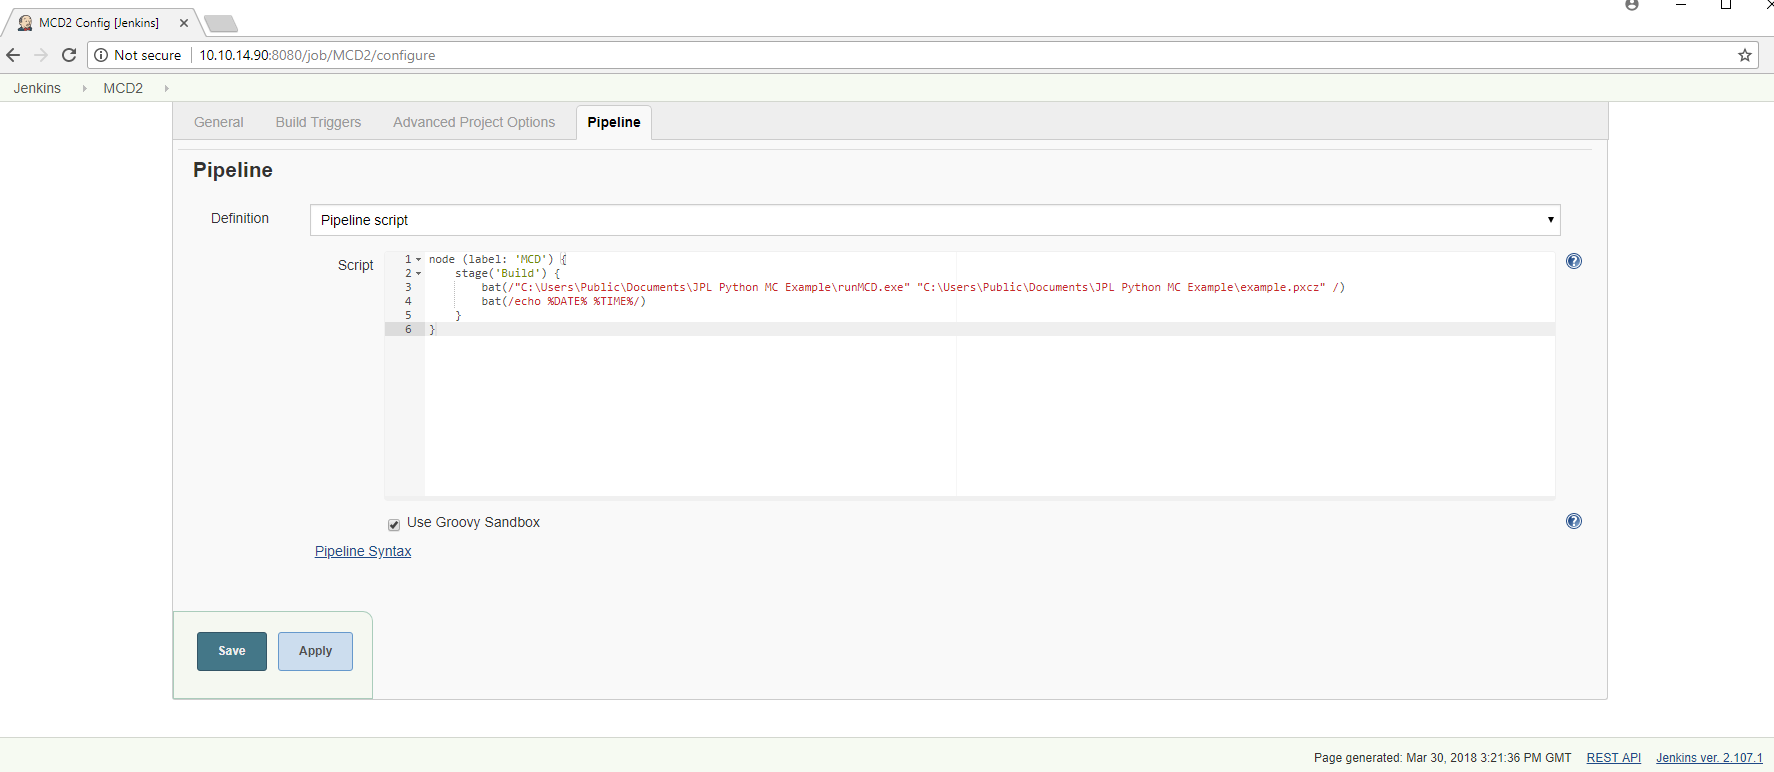 MCD2 Config [Jenkins]
Not secure 10.10.14.90:8080/job/MCD2/configure
Jenkins MCD2
General Build Triggers Advanced Project Options Pipeline
Pipeline
Definition Pipeline script
Script
1 node (label: 'MCD') {
2 stage('Build') {
3 bat(/"C:\Users\Public\Documents\JPL Python MC Example\runMCD.exe" "C:\Users\Public\Documents\JPL Python MC Example\example.pxcz" /)
4 bat(/echo %DATE% %TIME%/)
5 }
6 }
Use Groovy Sandbox
Pipeline Syntax
Save Apply
Page generated: Mar 30, 2018 3:21:36 PM GMT REST API Jenkins ver. 2.107.1